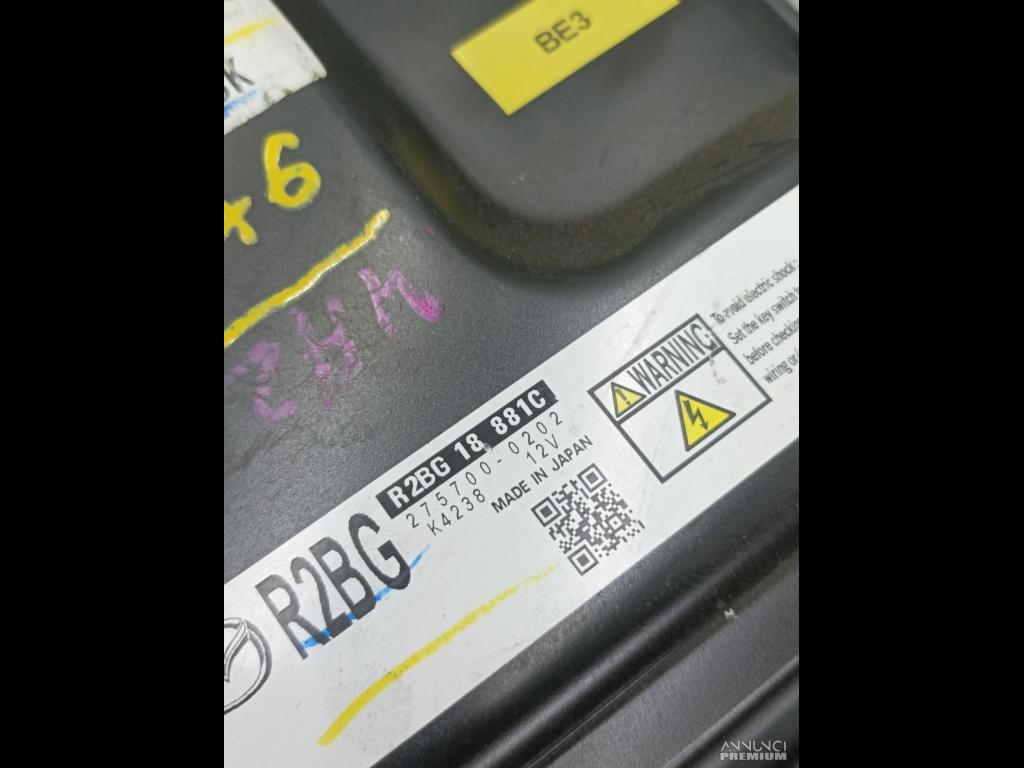 BE3
K
+6
R2BG 18 881C
275700-0202
K4238 12V
MADE IN JAPAN
R2BG
WARNING
To avoid electric shock -
Set the key switch
before checkin
wiring or
ANNUNCI
PREMIUM